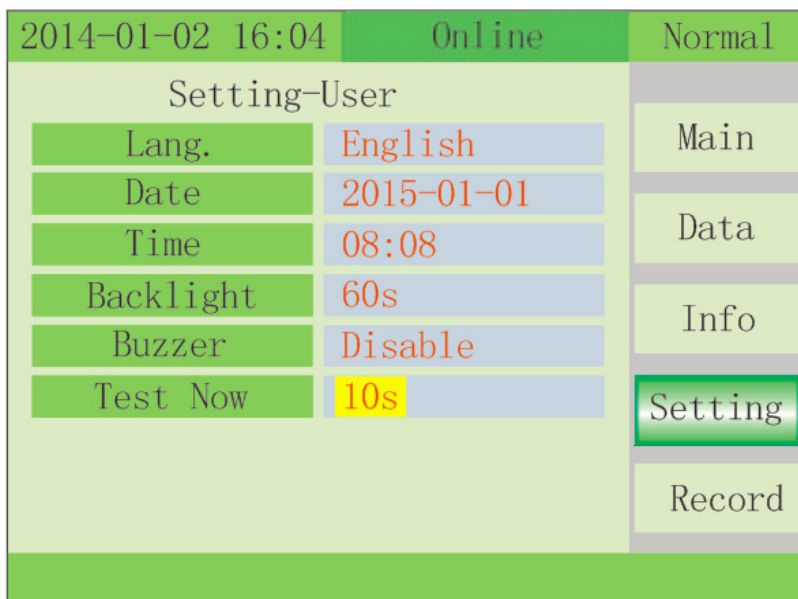 2014-01-02 16:04 Online Normal
Setting-User
Lang. English
Date 2015-01-01
Time 08:08
Backlight 60s
Buzzer Disable
Test Now 10s
Main
Data
Info
Setting
Record